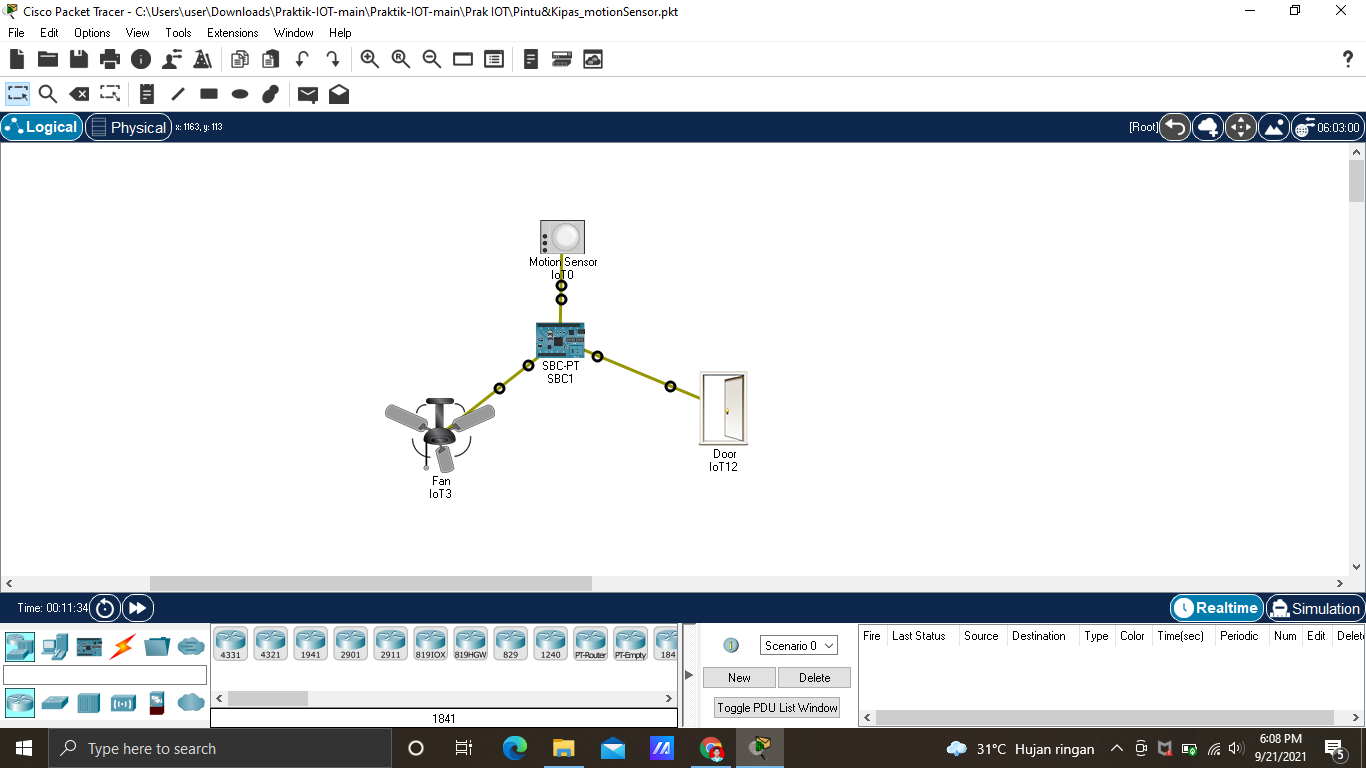 Cisco Packet Tracer - C:\Users\user\Downloads\Praktik-IOT-main\Praktik-IOT-main\Prak IOT\Pintu&Kipas_motionSensor.pkt
File Edit Options View Tools Extensions Window Help
?
Logical Physical x: 1163, y: 113 [Root] 06:03:00
Motion Sensor
IoT0
SBC-PT
SBC1
Fan
IoT3
Door
IoT12
Time: 00:11:34 Realtime Simulation
4331 4321 1941 2901 2911 819IOX 819HGW 829 1240 PT-Router PT-Empty 184
1841
Scenario 0
New Delete
Toggle PDU List Window
Fire Last Status Source Destination Type Color Time(sec) Periodic Num Edit Delet
Type here to search
31°C Hujan ringan
6:08 PM
9/21/2021
5